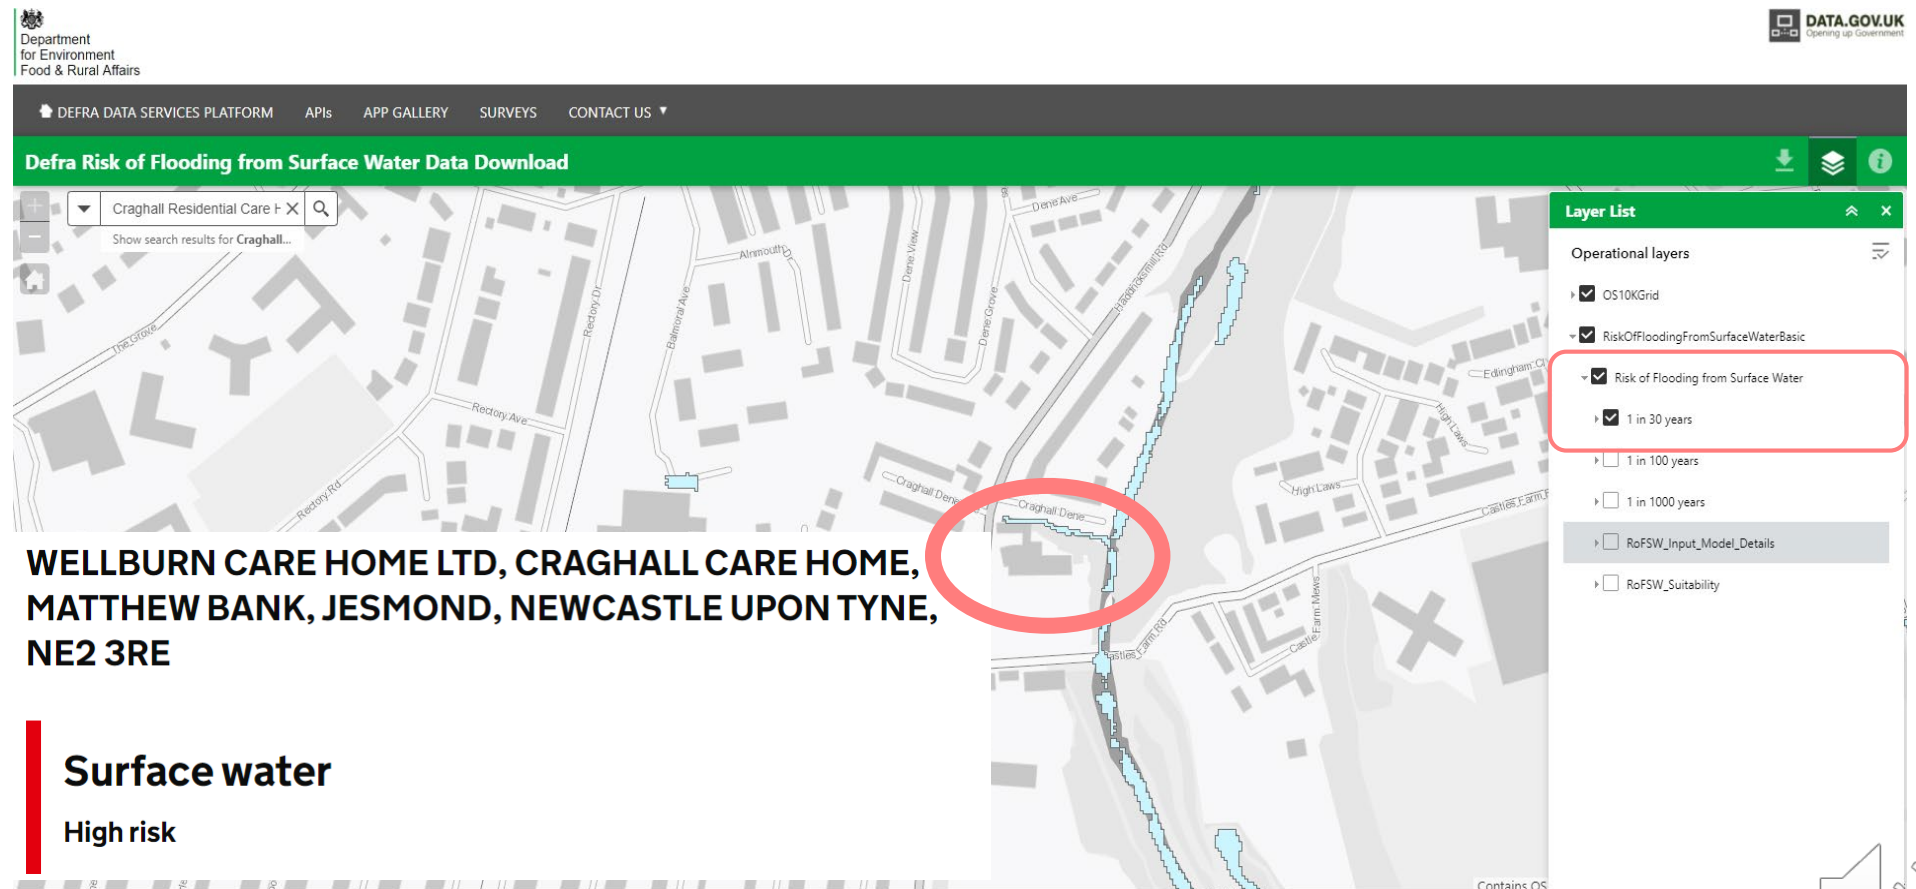 Department
for Environment
Food & Rural Affairs
DATA.GOV.UK
Opening up Government
DEFRA DATA SERVICES PLATFORM
APIs
APP GALLERY
SURVEYS
CONTACT US
Defra Risk of Flooding from Surface Water Data Download
Craghall Residential Care H
Show search results for Craghall...
Layer List
Operational layers
OS10KGrid
RiskOfFloodingFromSurfaceWaterBasic
Risk of Flooding from Surface Water
1 in 30 years
1 in 100 years
1 in 1000 years
RoFSW_Input_Model_Details
RoFSW_Suitability
Dene Ave
Alnmouth Dr
Dene View
Haddricksmill Rd
Rectory Dr
Balmoral Ave
Dene Grove
The Grove
Edlingham Cl
Rectory Ave
High Laws
Rectory Rd
Craghall Dene
Craghall Dene
High Laws
Castles Farm R
Castles Farm Rd
Castle Farm Mews
WELLBURN CARE HOME LTD, CRAGHALL CARE HOME,
MATTHEW BANK, JESMOND, NEWCASTLE UPON TYNE,
NE2 3RE
Surface water
High risk
Contains OS